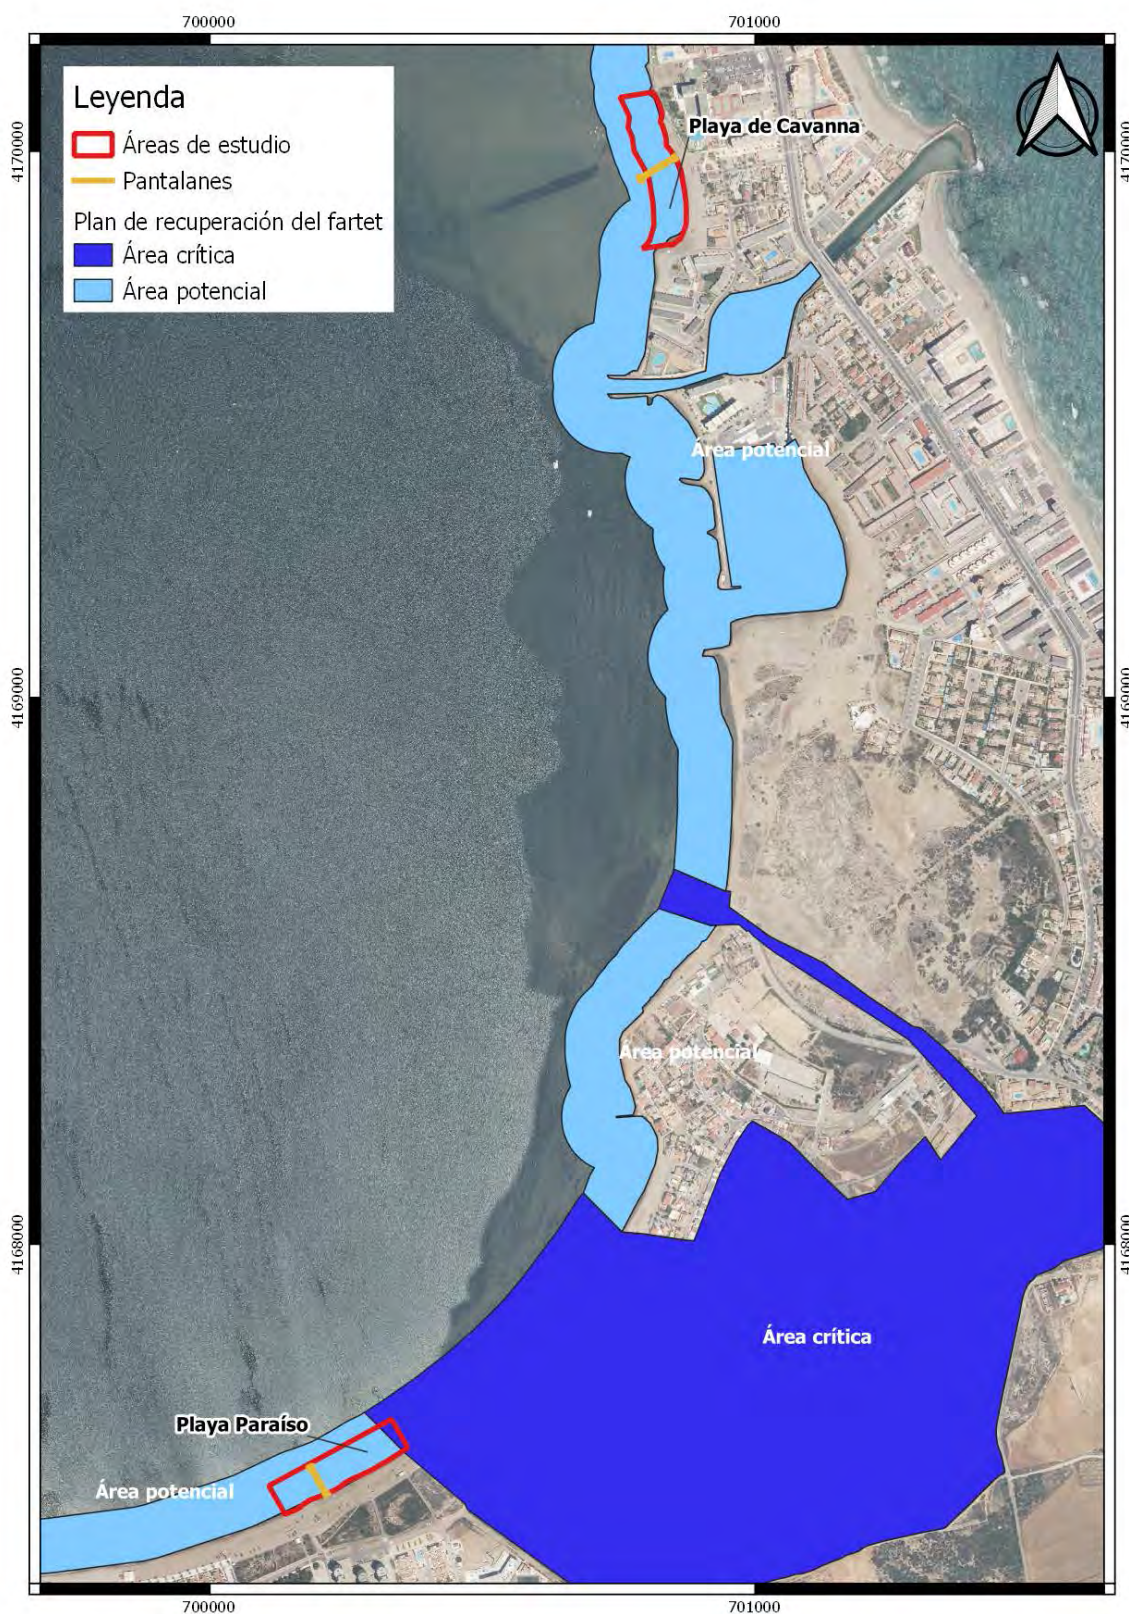 700000
701000
Leyenda
Áreas de estudio
Pantalanes
Plan de recuperación del fartet
Área crítica
Área potencial
Playa de Cavanna
4170000
4170000
Área potencial
4169000
4169000
Área potencial
4168000
4168000
Área crítica
Playa Paraíso
Área potencial
700000
701000